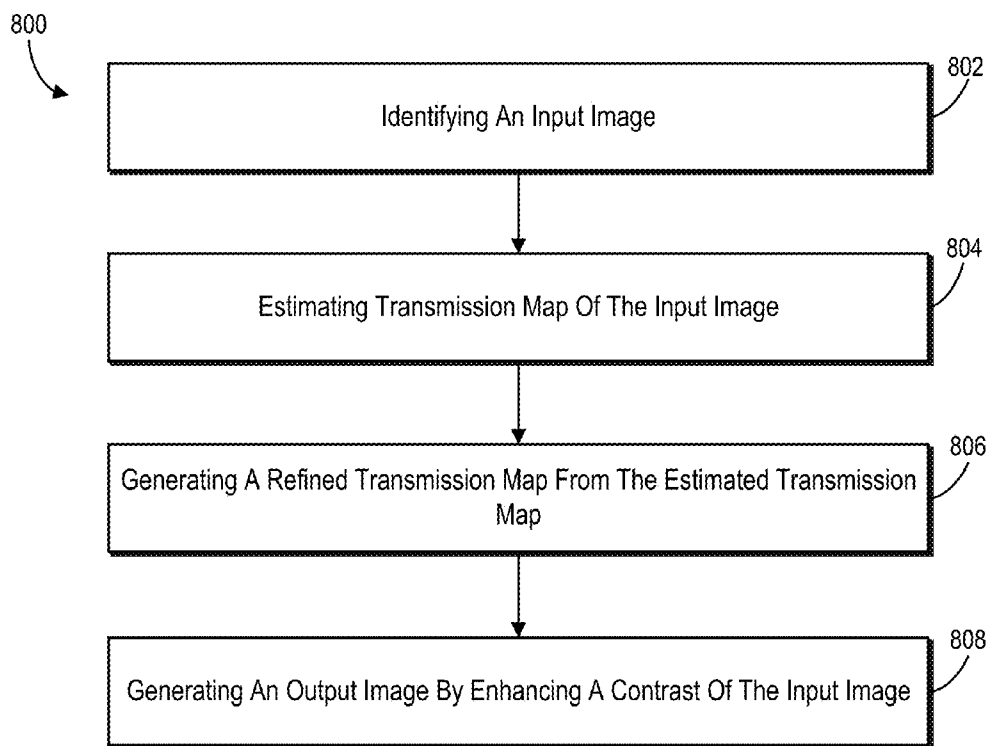 800
802
Identifying An Input Image
804
Estimating Transmission Map Of The Input Image
806
Generating A Refined Transmission Map From The Estimated Transmission
Map
808
Generating An Output Image By Enhancing A Contrast Of The Input Image